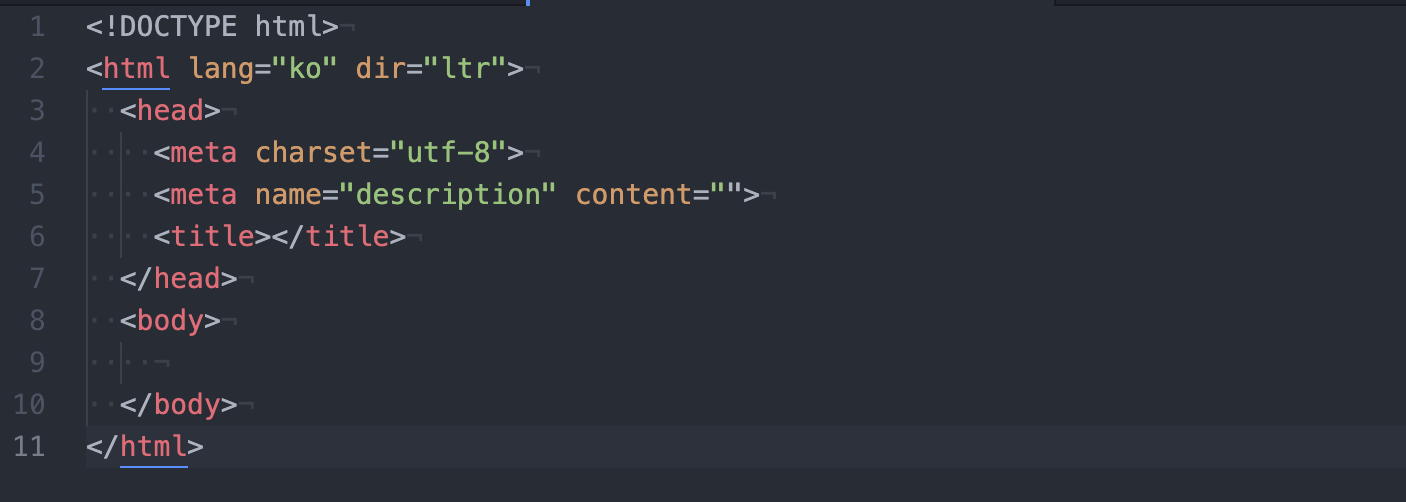 1 <!DOCTYPE html>¬
2 <html lang="ko" dir="ltr">¬
3 ··<head>¬
4 ····<meta charset="utf-8">¬
5 ····<meta name="description" content="">¬
6 ····<title></title>¬
7 ··</head>¬
8 ··<body>¬
9 ····¬
10 ··</body>¬
11 </html>